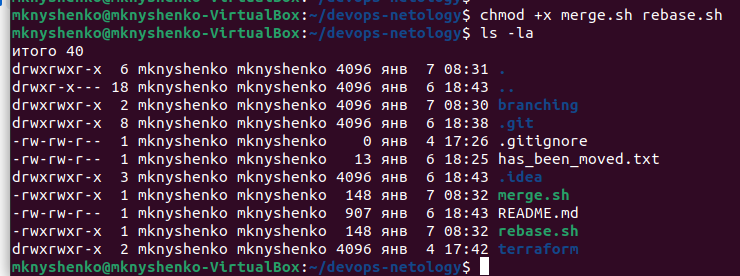 mknyshenko@mknyshenko-VirtualBox:~/devops-netology$ chmod +x merge.sh rebase.sh
mknyshenko@mknyshenko-VirtualBox:~/devops-netology$ ls -la
итого 40
drwxrwxr-x  6 mknyshenko mknyshenko 4096 янв  7 08:31 .
drwxr-x--- 18 mknyshenko mknyshenko 4096 янв  6 18:43 ..
drwxrwxr-x  2 mknyshenko mknyshenko 4096 янв  7 08:30 branching
drwxrwxr-x  8 mknyshenko mknyshenko 4096 янв  6 18:38 .git
-rw-rw-r--  1 mknyshenko mknyshenko    0 янв  4 17:26 .gitignore
-rw-rw-r--  1 mknyshenko mknyshenko   13 янв  6 18:25 has_been_moved.txt
drwxrwxr-x  3 mknyshenko mknyshenko 4096 янв  6 18:43 .idea
-rwxrwxr-x  1 mknyshenko mknyshenko  148 янв  7 08:32 merge.sh
-rw-rw-r--  1 mknyshenko mknyshenko  907 янв  6 18:43 README.md
-rwxrwxr-x  1 mknyshenko mknyshenko  148 янв  7 08:32 rebase.sh
drwxrwxr-x  2 mknyshenko mknyshenko 4096 янв  4 17:42 terraform
mknyshenko@mknyshenko-VirtualBox:~/devops-netology$